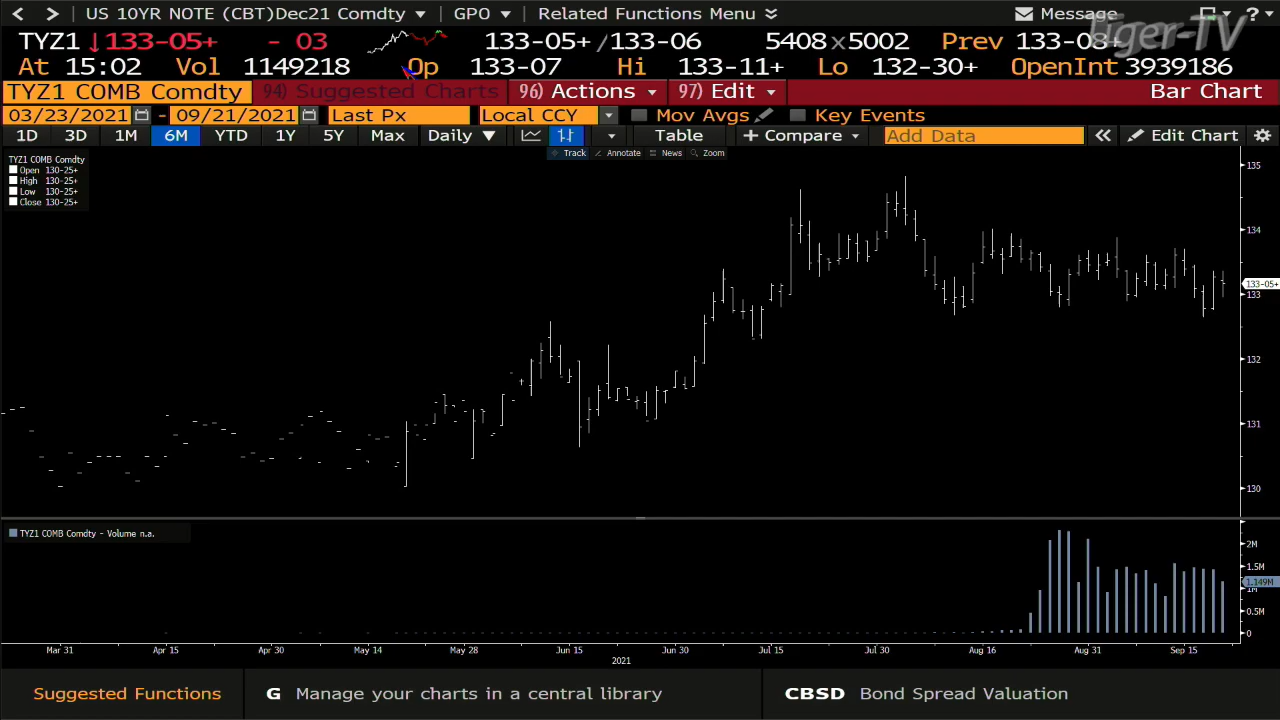 < > US 10YR NOTE (CBT)Dec21 Comdty GPO Related Functions Menu Message ?
TYZ1 ↓133-05+ - 03 133-05+/133-06 5408x5002 Prev 133-08+
At 15:02 Vol 1149218 Op 133-07 Hi 133-11+ Lo 132-30+ OpenInt 3939186
TYZ1 COMB Comdty 94) Suggested Charts 96) Actions 97) Edit Bar Chart
03/23/2021 - 09/21/2021 Last Px Local CCY Mov Avgs Key Events
1D 3D 1M 6M YTD 1Y 5Y Max Daily ▼ Table + Compare Add Data « Edit Chart
Track Annotate News Zoom
TYZ1 COMB Comdty
Open 130-25+
High 130-25+
Low 130-25+
Close 130-25+
135
134
133-05+
133
132
131
130
TYZ1 COMB Comdty - Volume n.a.
2M
1.5M
1.149M
1M
0.5M
0
Mar 31 Apr 15 Apr 30 May 14 May 28 Jun 15 Jun 30 Jul 15 Jul 30 Aug 16 Aug 31 Sep 15
2021
Suggested Functions G Manage your charts in a central library CBSD Bond Spread Valuation